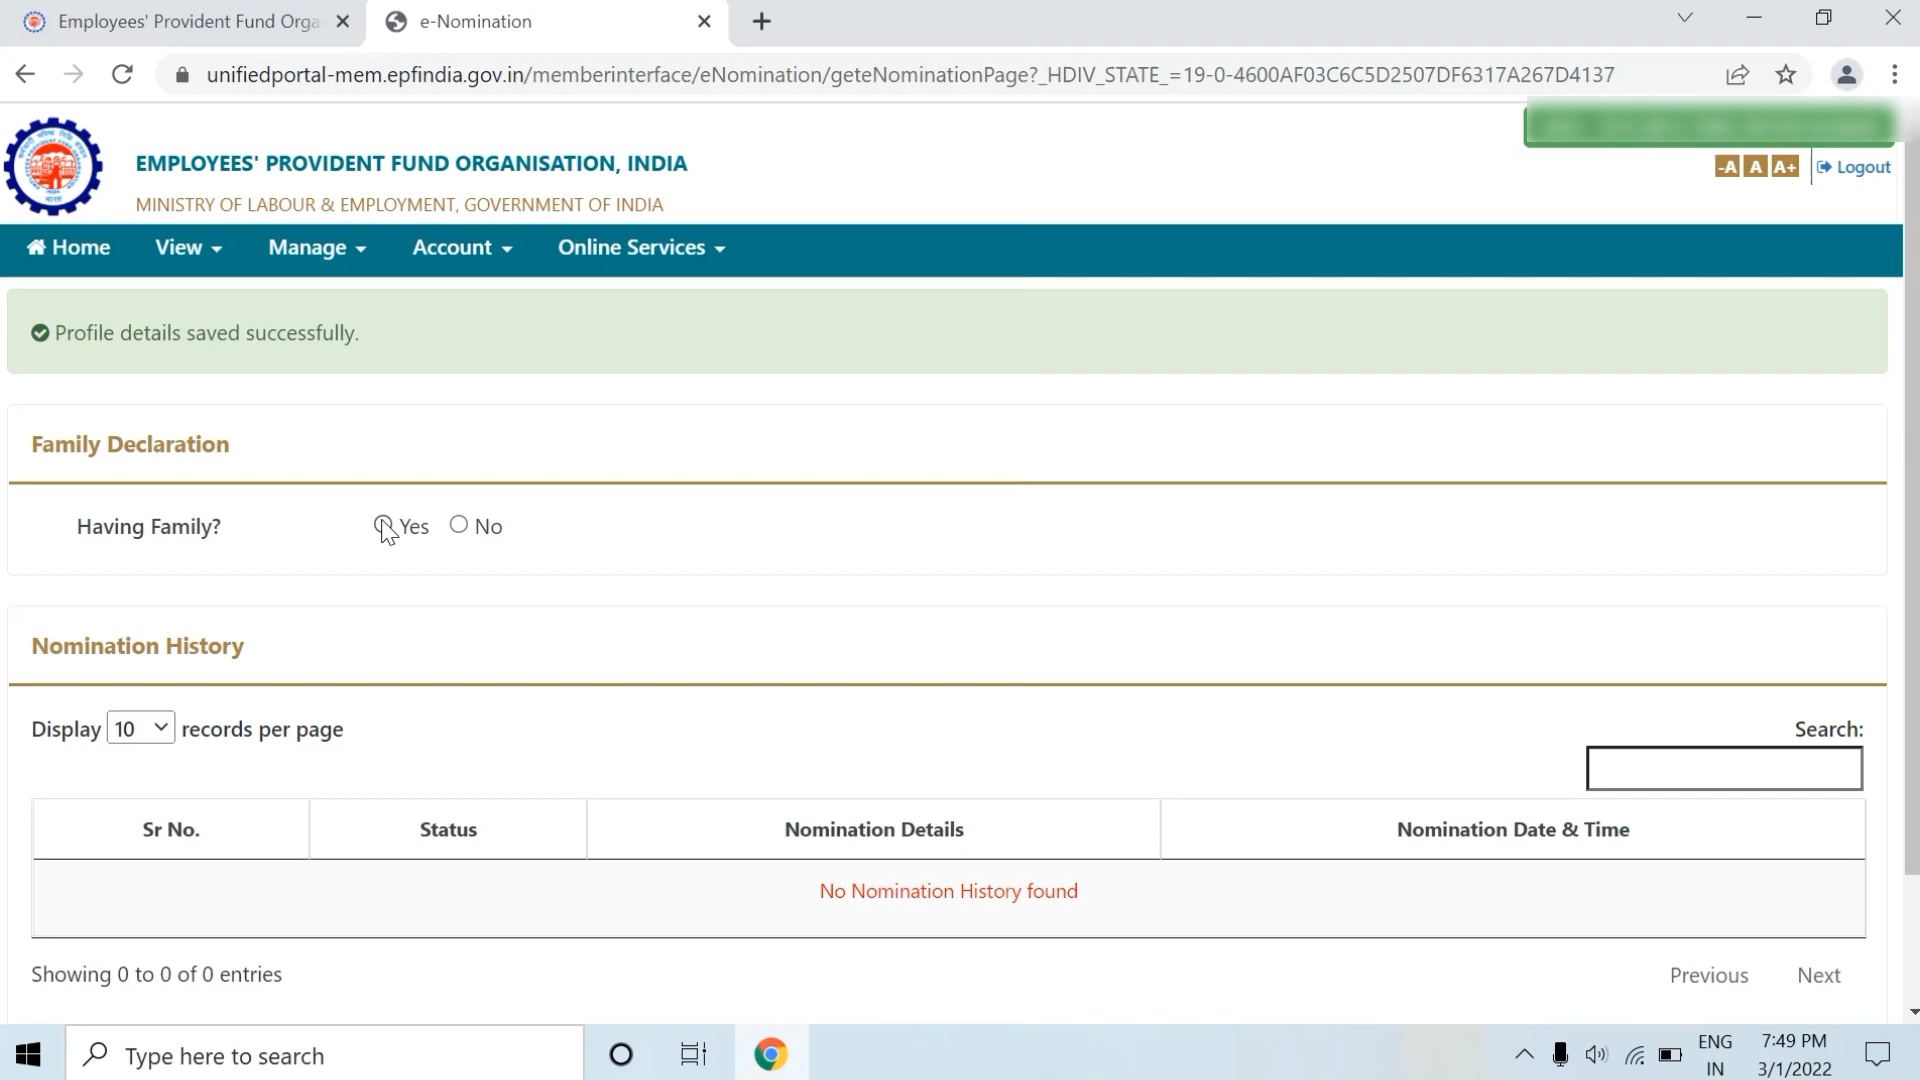 Employees' Provident Fund Orga
e-Nomination
unifiedportal-mem.epfindia.gov.in/memberinterface/eNomination/geteNominationPage?_HDIV_STATE_=19-0-4600AF03C6C5D2507DF6317A267D4137
EMPLOYEES' PROVIDENT FUND ORGANISATION, INDIA
MINISTRY OF LABOUR & EMPLOYMENT, GOVERNMENT OF INDIA
-A A A+ Logout
Home View Manage Account Online Services
Profile details saved successfully.
Family Declaration
Having Family? Yes No
Nomination History
Display 10 records per page
Search:
Sr No. Status Nomination Details Nomination Date & Time
No Nomination History found
Showing 0 to 0 of 0 entries
Previous Next
Type here to search
ENG
IN
7:49 PM
3/1/2022